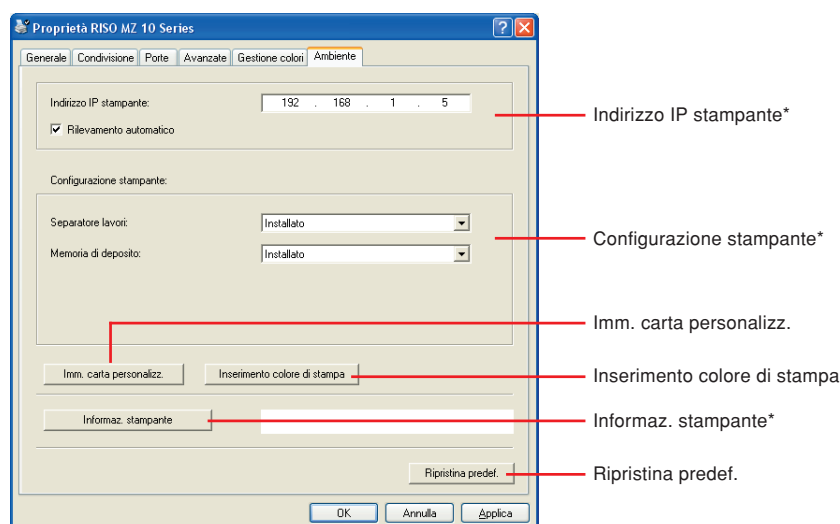 Proprietà RISO MZ 10 Series
Generale Condivisione Porte Avanzate Gestione colori Ambiente
Indirizzo IP stampante: 192 . 168 . 1 . 5
Rilevamento automatico
Indirizzo IP stampante*
Configurazione stampante:
Separatore lavori: Installato
Memoria di deposito: Installato
Configurazione stampante*
Imm. carta personalizz.
Imm. carta personalizz. Inserimento colore di stampa
Inserimento colore di stampa
Informaz. stampante
Informaz. stampante*
Ripristina predef.
Ripristina predef.
OK Annulla Applica